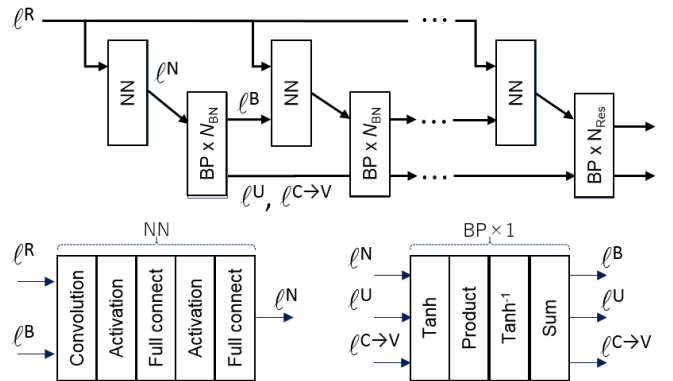 ℓR
...
NN
ℓN
BP x NBN
ℓB
NN
BP x NBN
...
NN
BP x NRes
ℓU, ℓC→V
...
NN
ℓR
ℓB
Convolution
Activation
Full connect
Activation
Full connect
ℓN
BP×1
ℓN
ℓU
ℓC→V
Tanh
Product
Tanh-1
Sum
ℓB
ℓU
ℓC→V